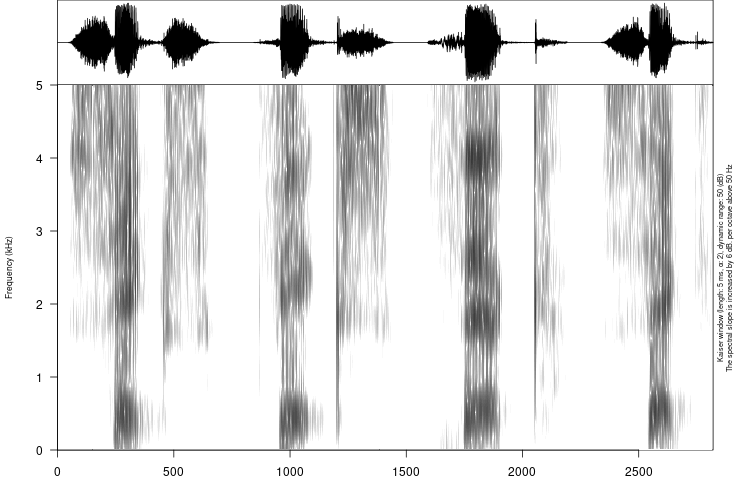 5
4
3
2
1
0
Frequency (kHz)
0 500 1000 1500 2000 2500
Kaiser window (length: 5 ms, α: 2), dynamic range: 50 (dB)
The spectral slope is increased by 6 dB per octave above 50 Hz